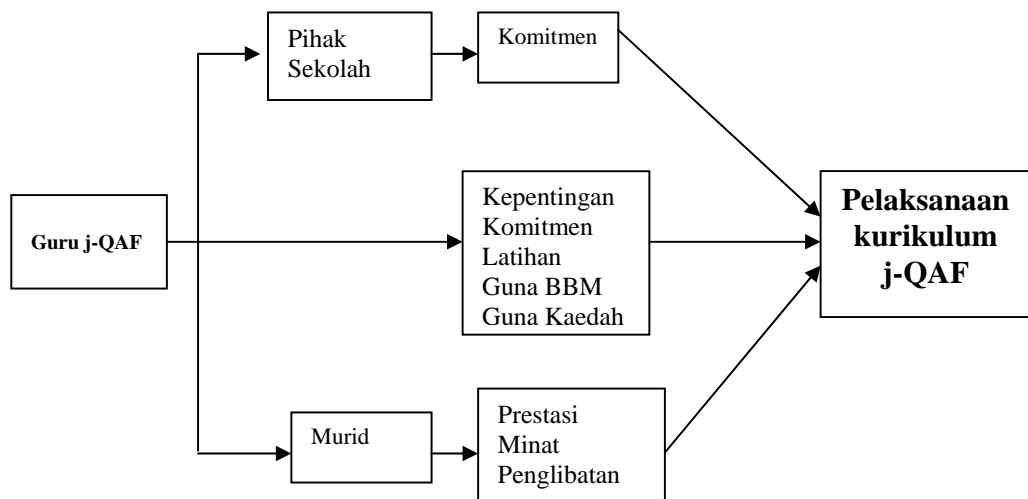 Pihak
Sekolah
Komitmen
Guru j-QAF
Kepentingan
Komitmen
Latihan
Guna BBM
Guna Kaedah
Murid
Prestasi
Minat
Penglibatan
Pelaksanaan
kurikulum
j-QAF